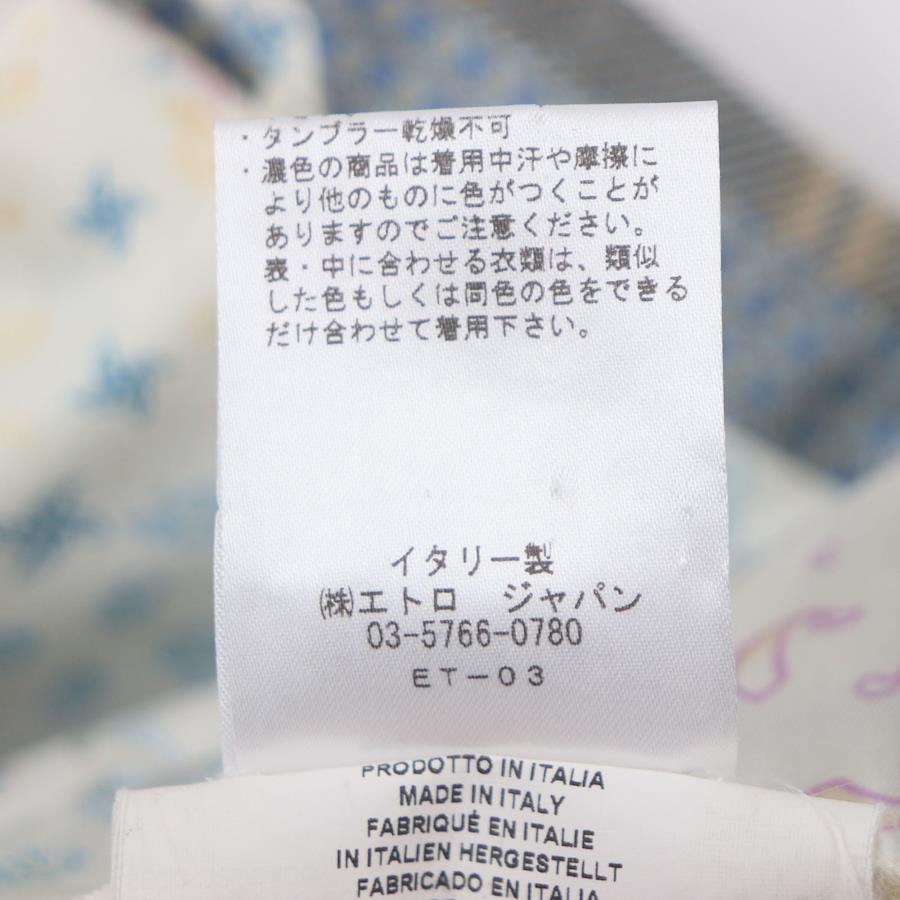 ・タンブラー乾燥不可
・濃色の商品は着用中汗や摩擦に
より他のものに色がつくことが
ありますのでご注意ください。
表・中に合わせる衣類は、類似
した色もしくは同色の色をできる
だけ合わせて着用下さい。
イタリー製
㈱エトロ　ジャパン
03-5766-0780
ET-03
PRODOTTO IN ITALIA
MADE IN ITALY
FABRIQUÉ EN ITALIE
IN ITALIEN HERGESTELLT
FABRICADO EN ITALIA